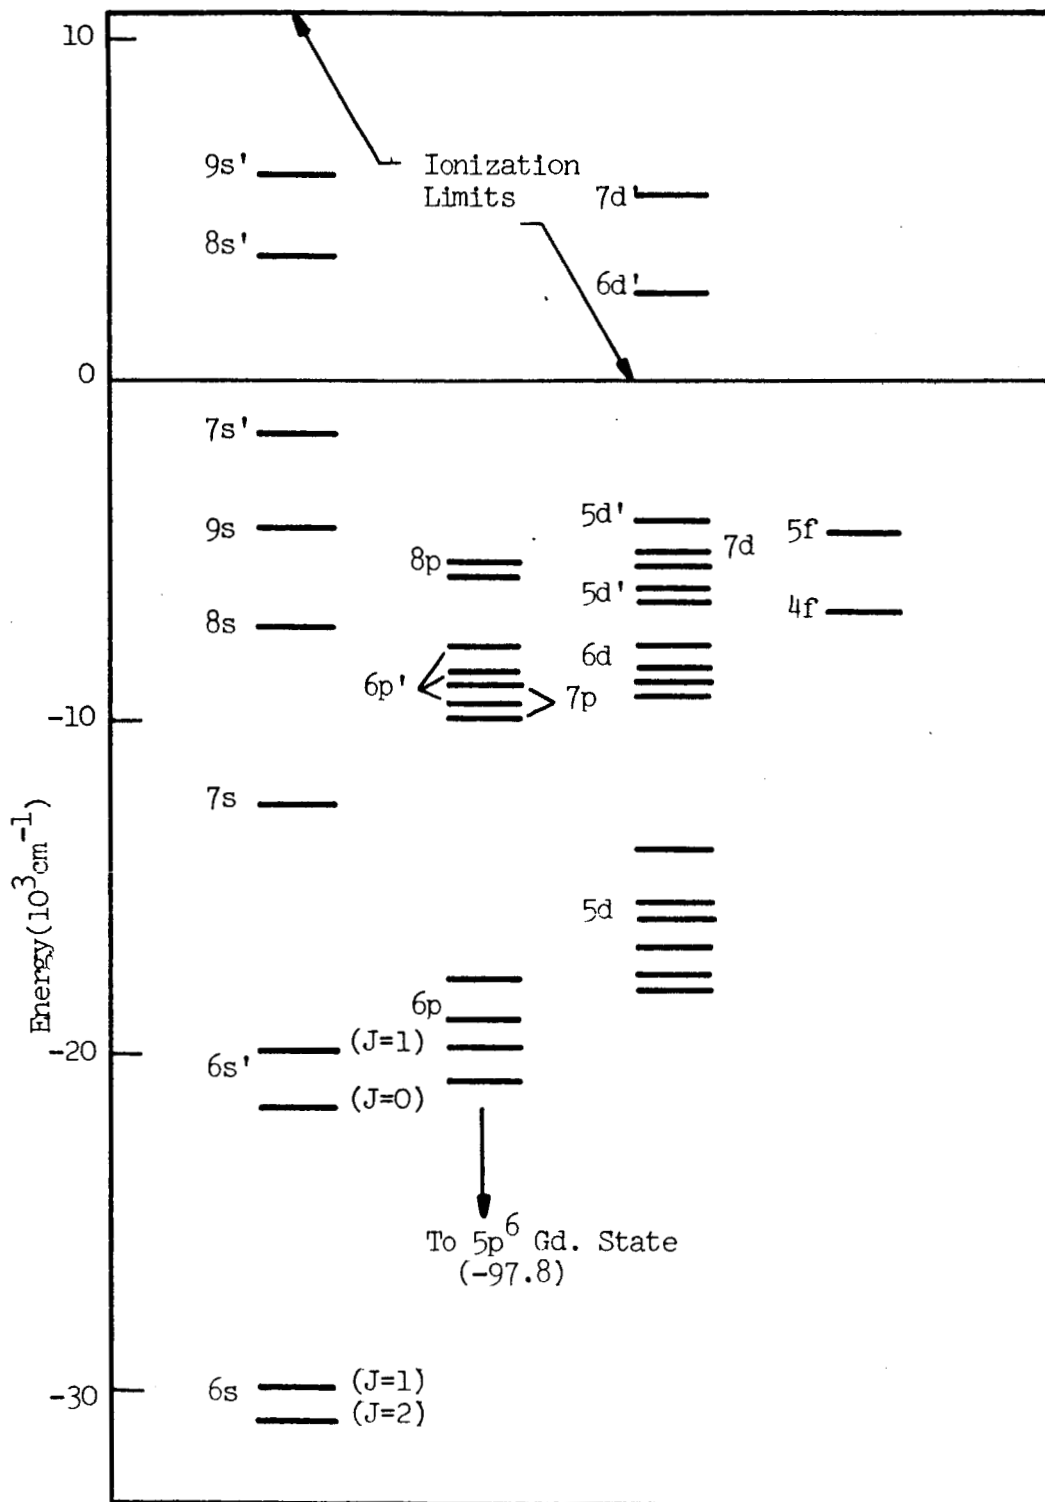 10
9s'
Ionization
Limits
7d'
8s'
6d'
0
7s'
5d'
9s
7d
5f
8p
5d'
4f
8s
6d
6p'
7p
-10
7s
Energy(10³cm⁻¹)
5d
6p
(J=1)
-20
6s'
(J=0)
To 5p⁶ Gd. State
(-97.8)
(J=1)
-30
6s
(J=2)